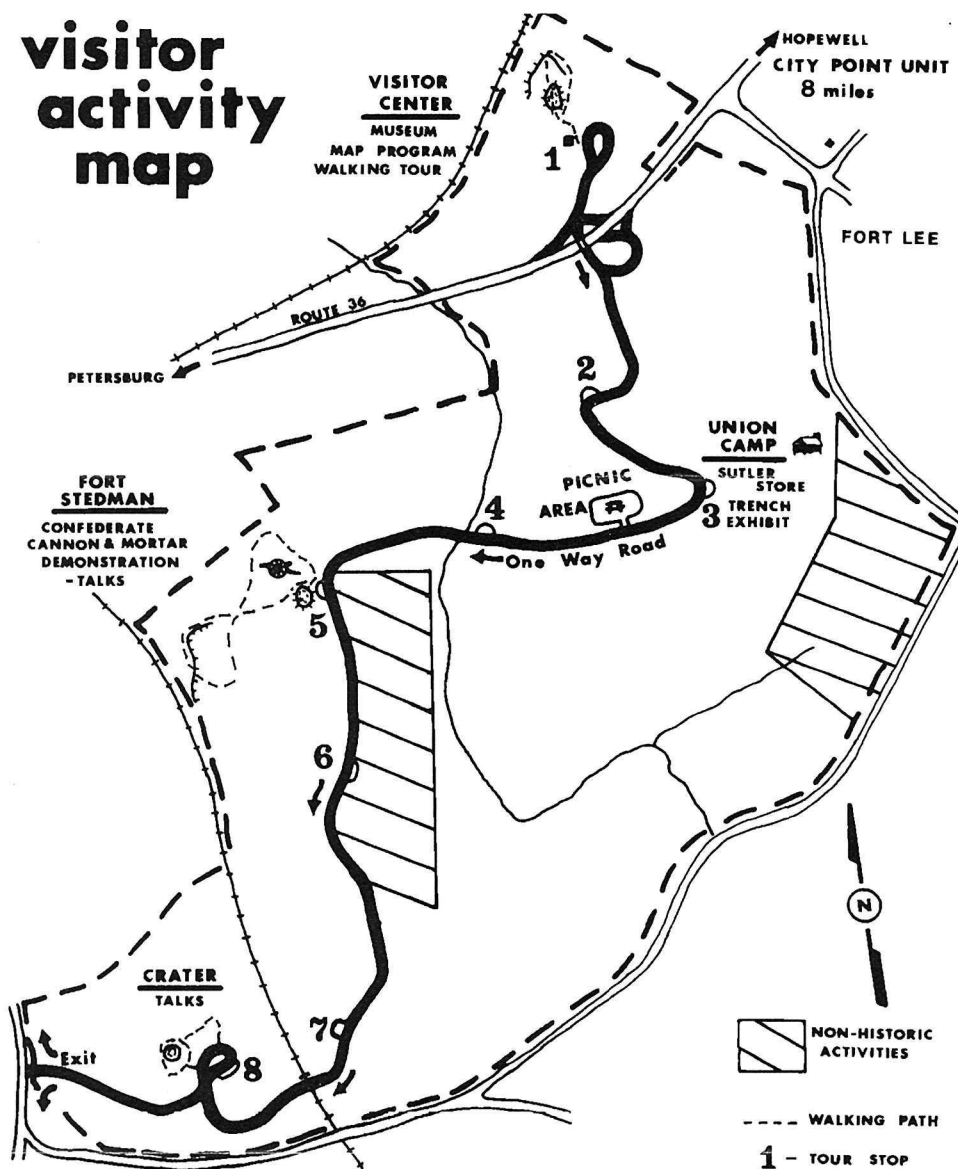 visitor
activity
map
VISITOR
CENTER
MUSEUM
MAP PROGRAM
WALKING TOUR
HOPEWELL
CITY POINT UNIT
8 miles
1
FORT LEE
ROUTE 36
PETERSBURG
2
UNION
CAMP
SUTLER
STORE
TRENCH
EXHIBIT
3
PICNIC
AREA
4
One Way Road
FORT
STEDMAN
CONFEDERATE
CANNON & MORTAR
DEMONSTRATION
-TALKS
5
6
N
CRATER
TALKS
7
Exit
8
NON-HISTORIC
ACTIVITIES
---- WALKING PATH
1 - TOUR STOP